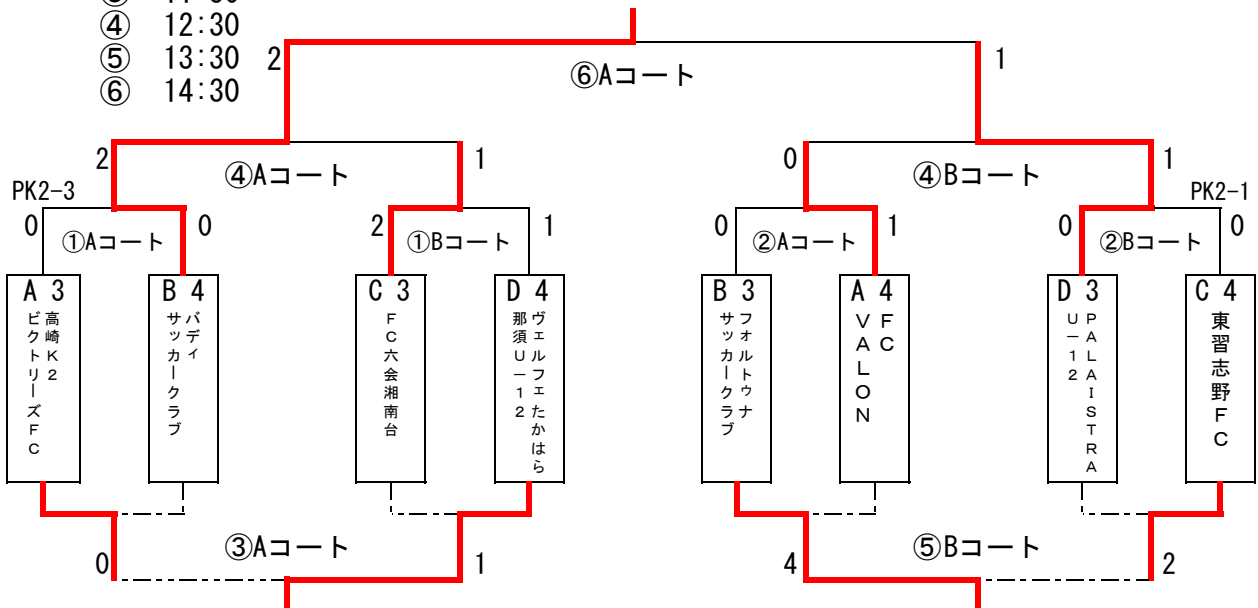 ④ 12:30
⑤ 13:30
⑥ 14:30
2
⑥Aコート
1
2
④Aコート
1
0
④Bコート
1
PK2-3
PK2-1
0
①Aコート
0
2
①Bコート
1
0
②Aコート
1
0
②Bコート
0
A 3
高崎K2
ビクトリーズFC
B 4
バディ
サッカークラブ
C 3
FC六会湘南台
D 4
ヴェルフェたかはら
那須U-12
B 3
フォルトゥナ
サッカークラブ
A 4
FC
VALON
D 3
PALAISTRA
U-12
C 4
東習志野FC
0
③Aコート
1
4
⑤Bコート
2